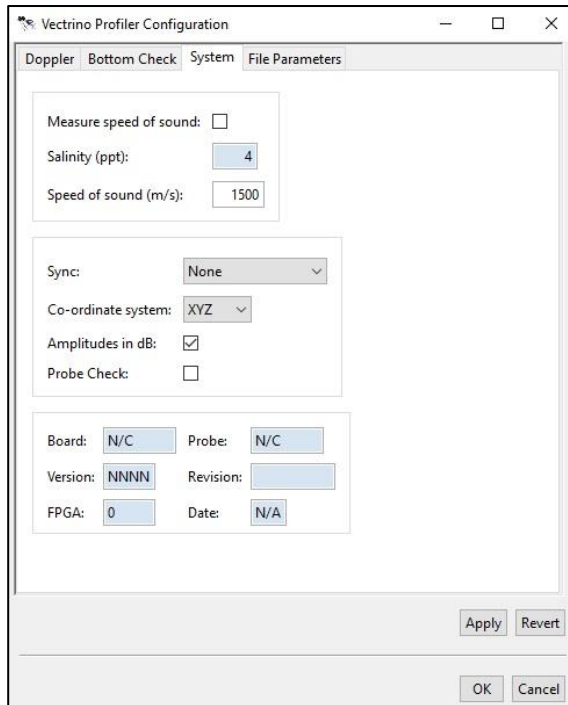 Vectrino Profiler Configuration
Doppler Bottom Check System File Parameters
Measure speed of sound:
Salinity (ppt): 4
Speed of sound (m/s): 1500
Sync: None
Co-ordinate system: XYZ
Amplitudes in dB:
Probe Check:
Board: N/C Probe: N/C
Version: NNNN Revision:
FPGA: 0 Date: N/A
Apply Revert
OK Cancel